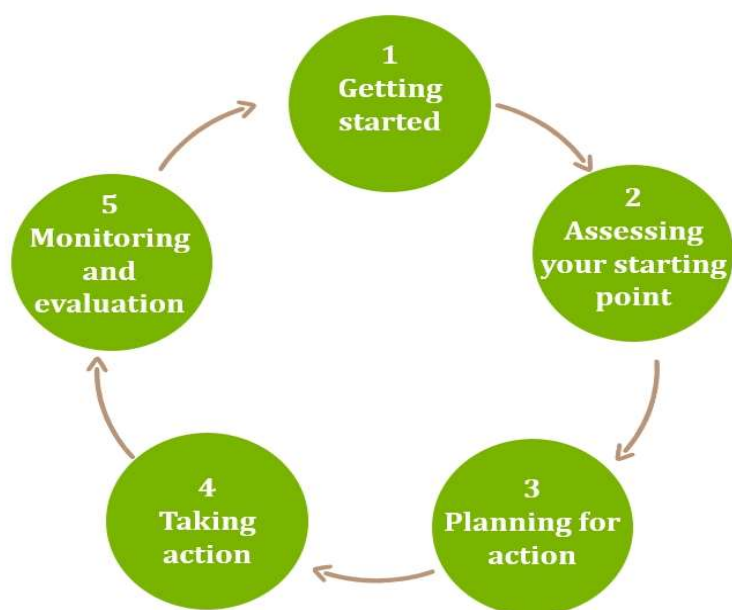 1
Getting
started
2
Assessing
your starting
point
3
Planning for
action
4
Taking
action
5
Monitoring
and
evaluation